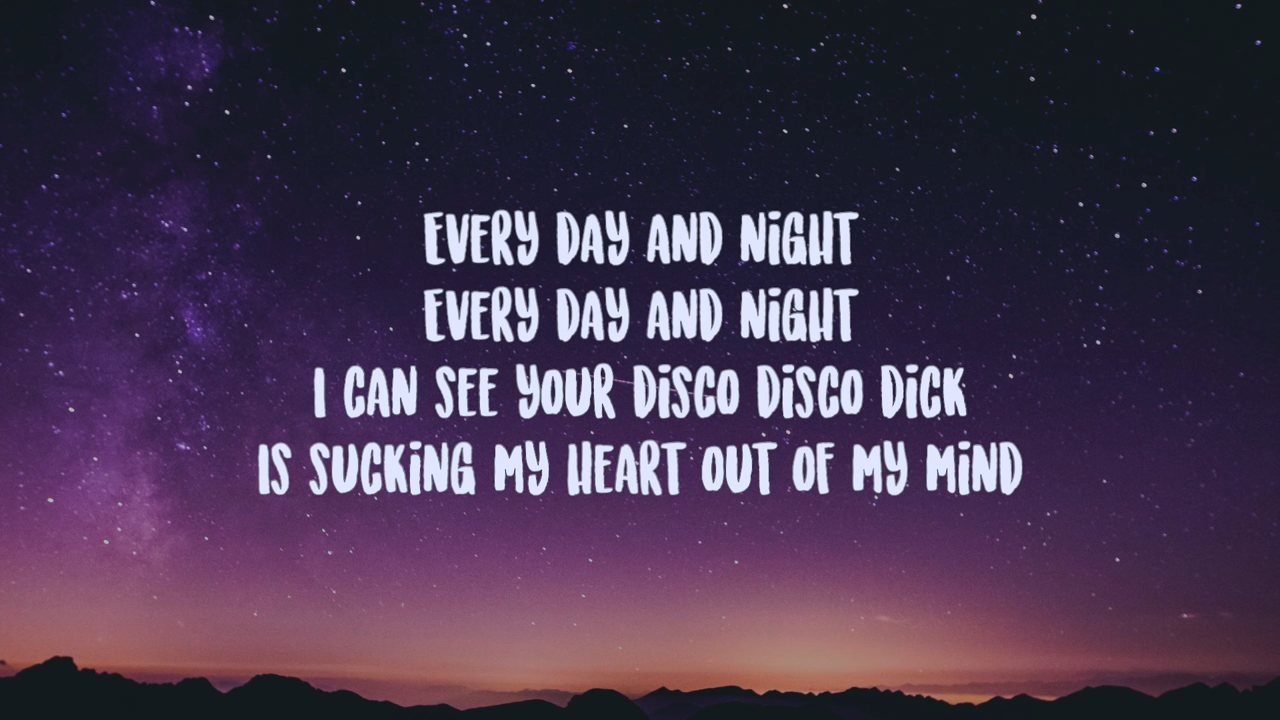 EVERY DAY AND NIGHT
EVERY DAY AND NIGHT
I CAN SEE YOUR DISCO DISCO DICK
IS SUCKING MY HEART OUT OF MY MIND